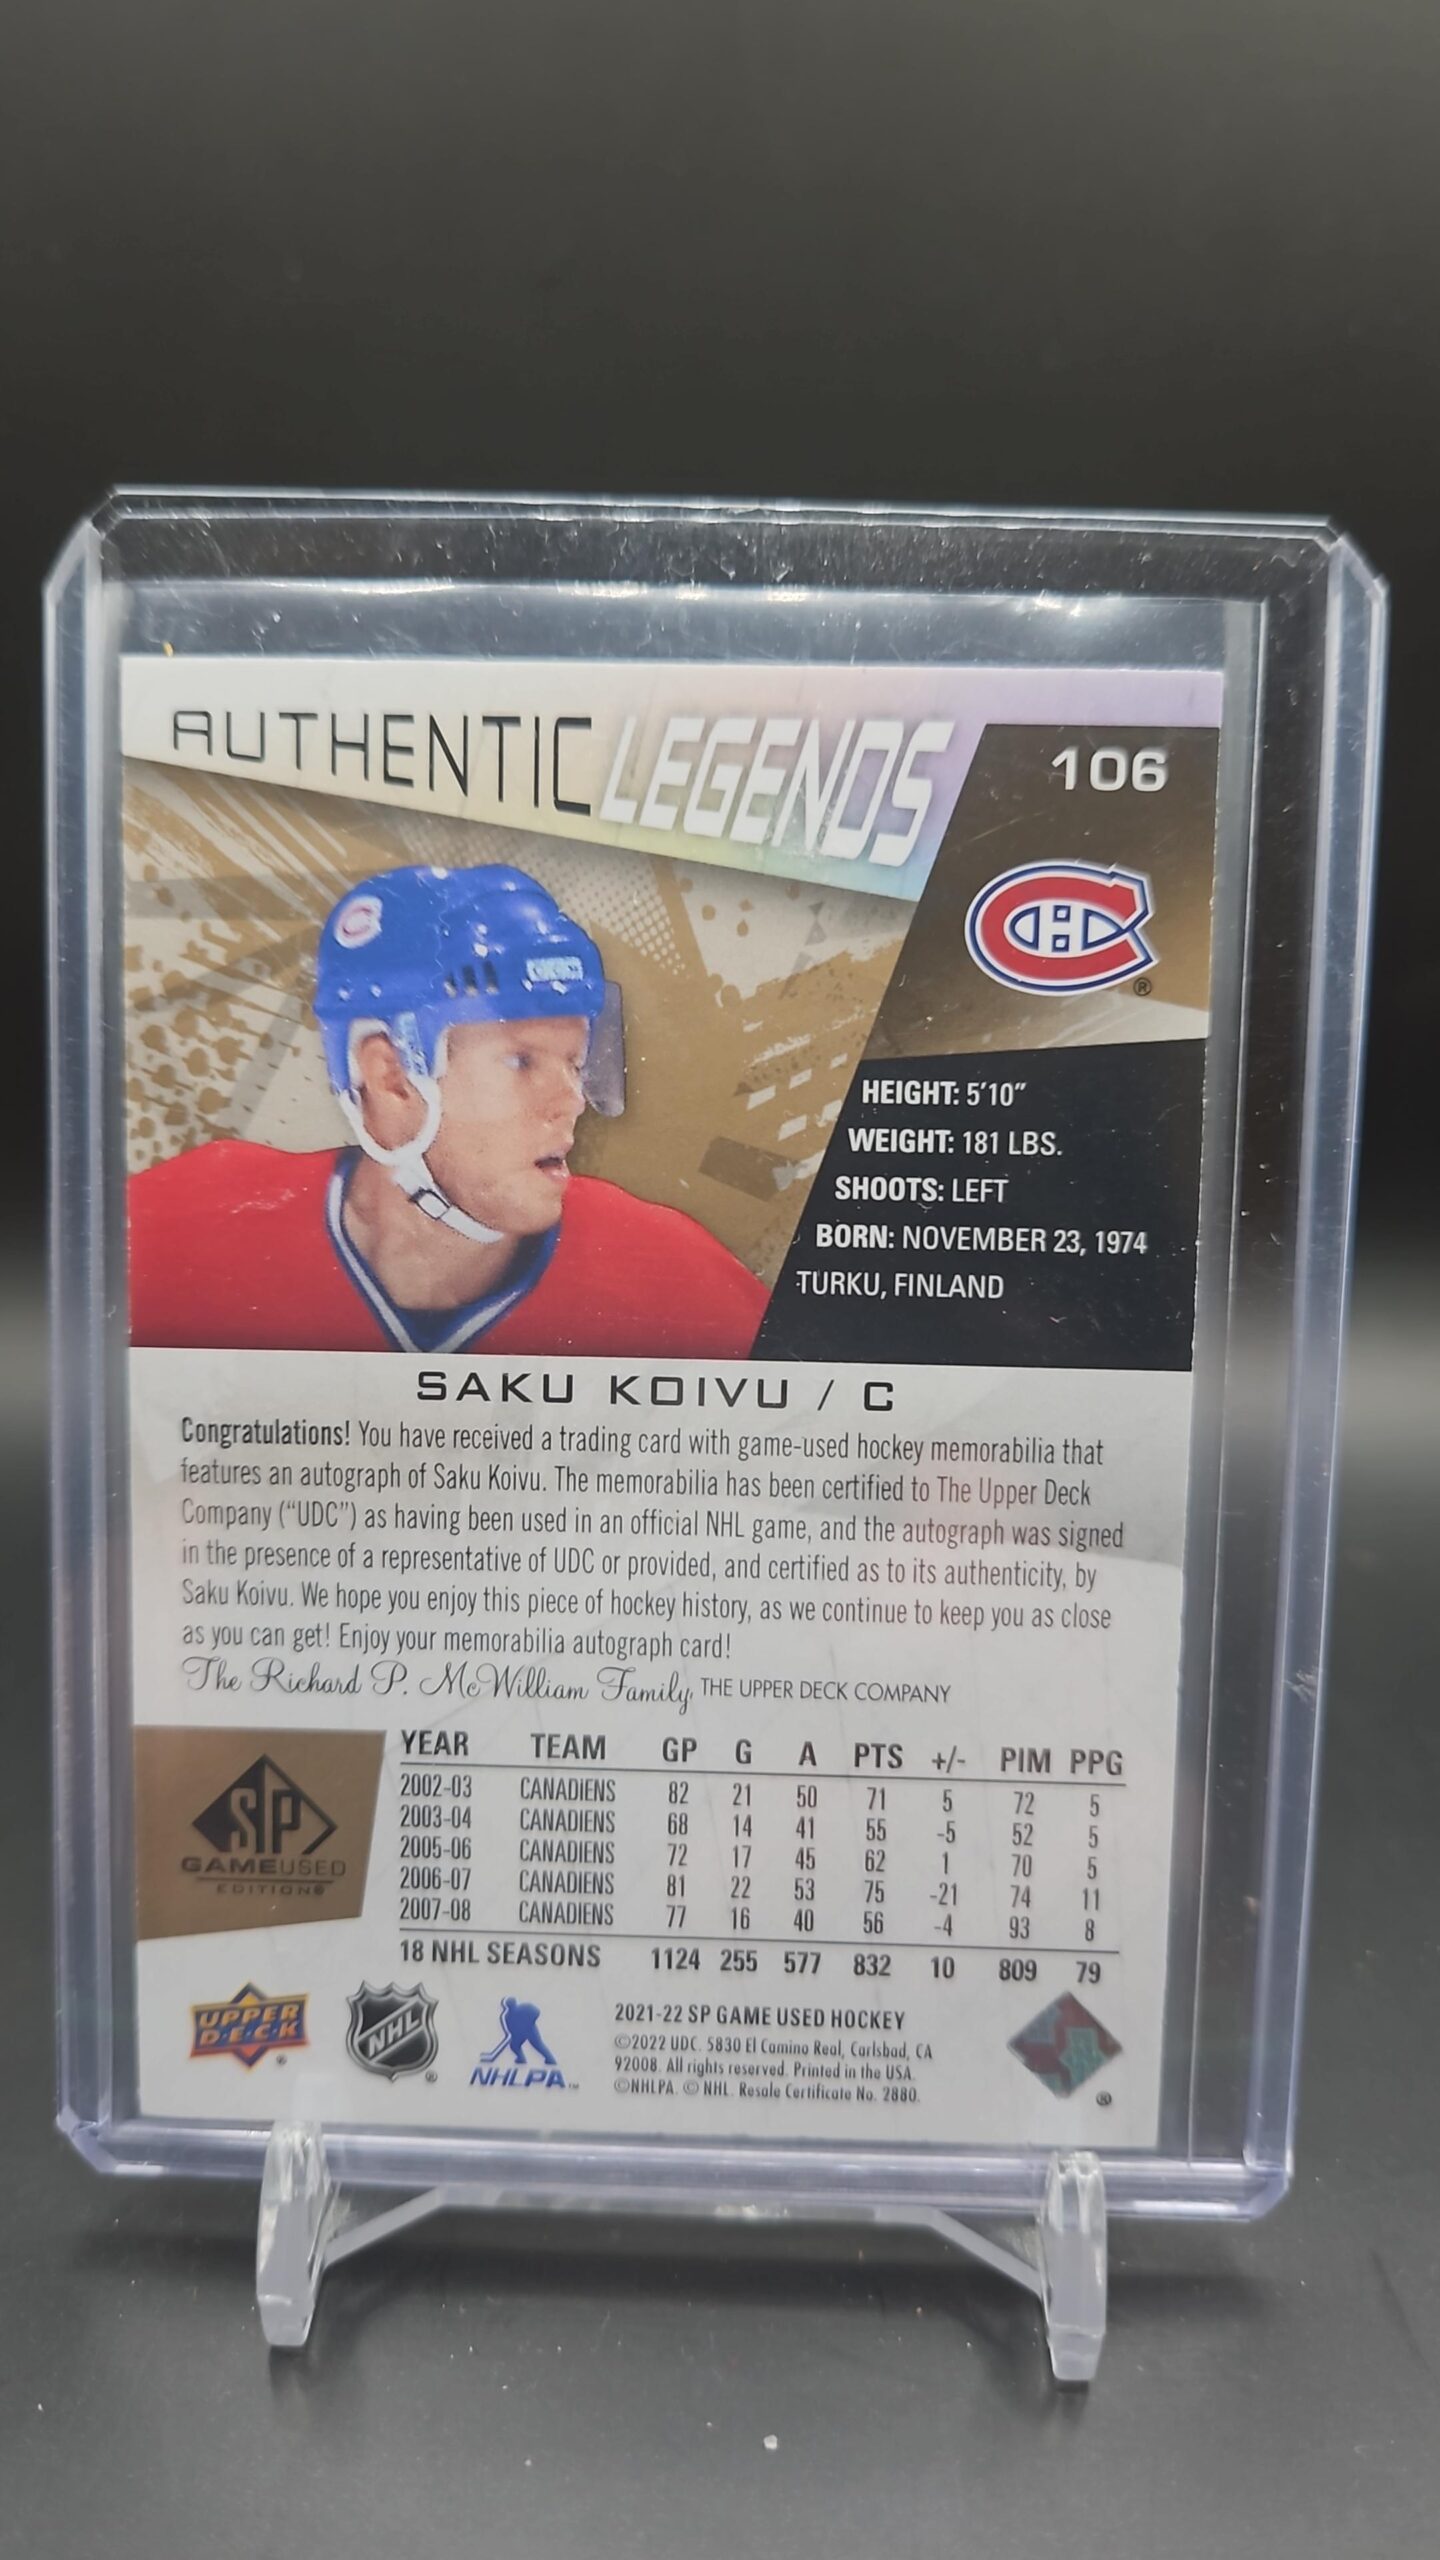 AUTHENTIC LEGENDS
106
HEIGHT: 5'10"
WEIGHT: 181 LBS.
SHOOTS: LEFT
BORN: NOVEMBER 23, 1974
TURKU, FINLAND
SAKU KOIVU / C
Congratulations! You have received a trading card with game-used hockey memorabilia that
features an autograph of Saku Koivu. The memorabilia has been certified to The Upper Deck
Company ("UDC") as having been used in an official NHL game, and the autograph was signed
in the presence of a representative of UDC or provided, and certified as to its authenticity, by
Saku Koivu. We hope you enjoy this piece of hockey history, as we continue to keep you as close
as you can get! Enjoy your memorabilia autograph card!
The Richard P. McWilliam Family, THE UPPER DECK COMPANY
YEAR TEAM GP G A PTS +/- PIM PPG
2002-03 CANADIENS 82 21 50 71 5 72 5
2003-04 CANADIENS 68 14 41 55 -5 52 5
2005-06 CANADIENS 72 17 45 62 1 70 5
2006-07 CANADIENS 81 22 53 75 -21 74 11
2007-08 CANADIENS 77 16 40 56 -4 93 8
18 NHL SEASONS 1124 255 577 832 10 809 79
SP
GAMEUSED
EDITION®
UPPER
D·E·C·K
®
NHL
®
NHLPA™
2021-22 SP GAME USED HOCKEY
©2022 UDC. 5830 El Camino Real, Carlsbad, CA
92008. All rights reserved. Printed in the USA.
©NHLPA. © NHL. Resale Certificate No. 2880.
®